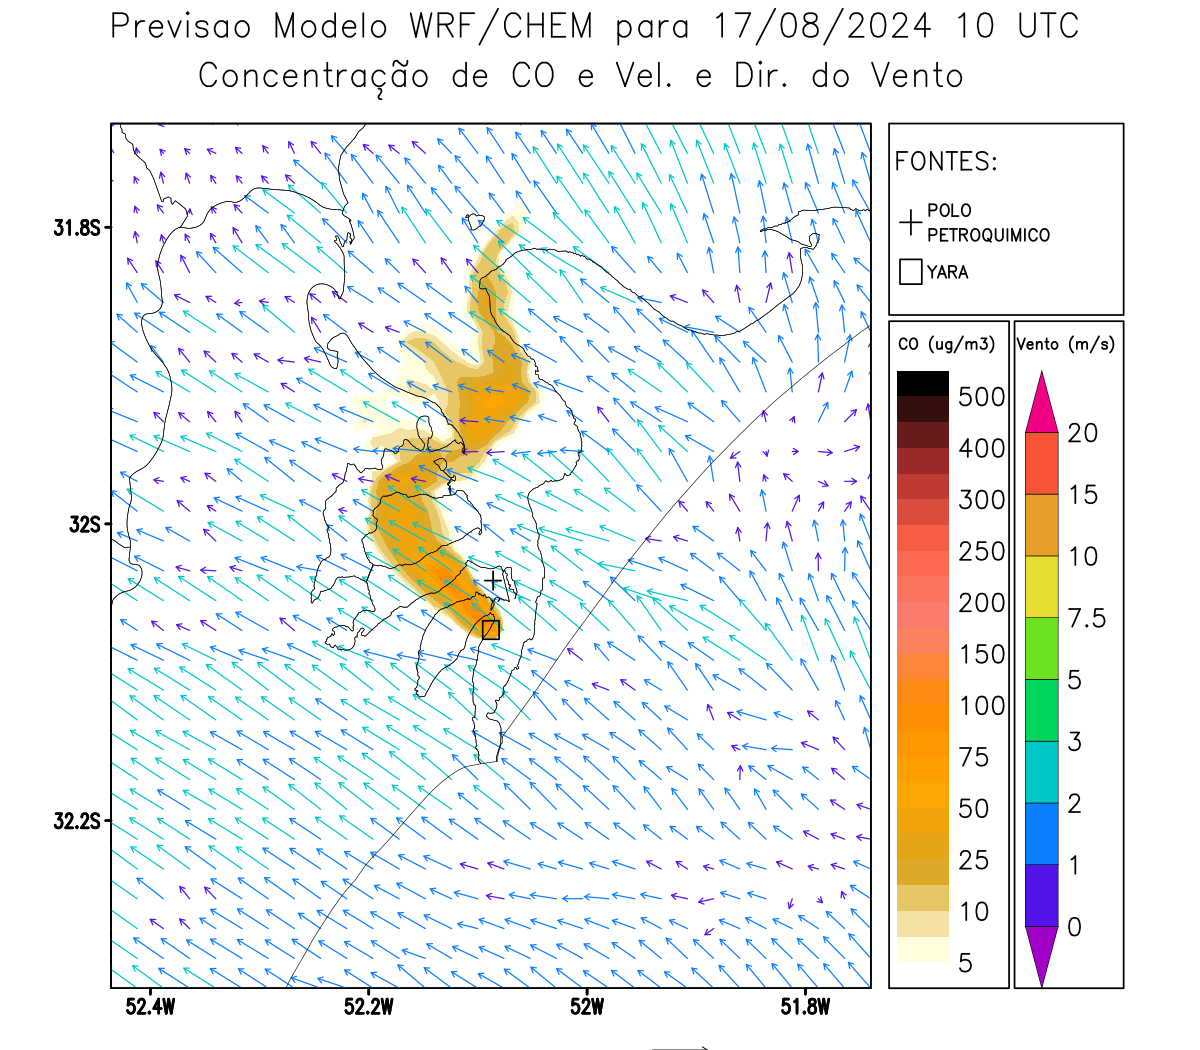 Previsao Modelo WRF/CHEM para 17/08/2024 10 UTC
Concentração de CO e Vel. e Dir. do Vento
FONTES:
POLO
PETROQUIMICO
YARA
CO (ug/m3)
500
400
300
250
200
150
100
75
50
25
10
5
Vento (m/s)
20
15
10
7.5
5
3
2
1
0
31.8S
32S
32.2S
52.4W
52.2W
52W
51.8W